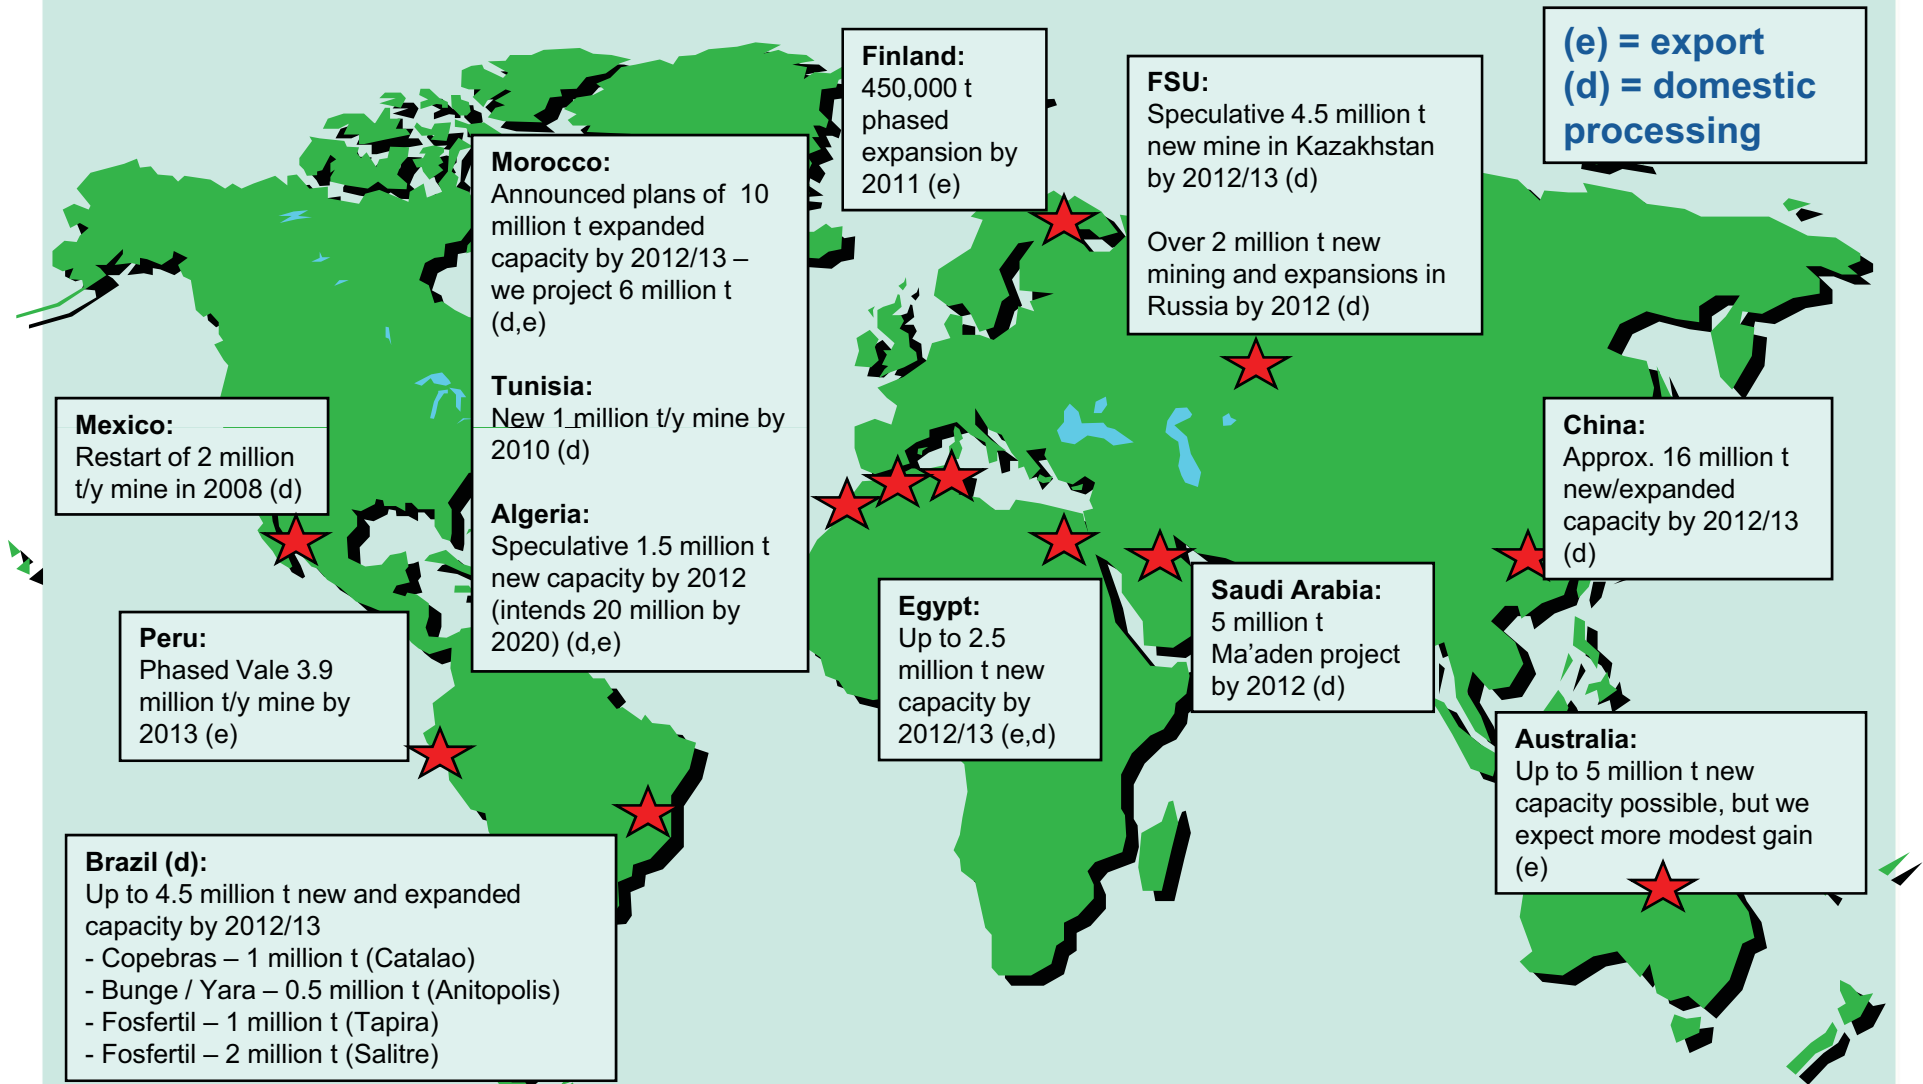 (e) = export
(d) = domestic
processing
Finland:
450,000 t
phased
expansion by
2011 (e)
FSU:
Speculative 4.5 million t
new mine in Kazakhstan
by 2012/13 (d)
Over 2 million t new
mining and expansions in
Russia by 2012 (d)
Morocco:
Announced plans of 10
million t expanded
capacity by 2012/13 –
we project 6 million t
(d,e)
Tunisia:
New 1 million t/y mine by
2010 (d)
Algeria:
Speculative 1.5 million t
new capacity by 2012
(intends 20 million by
2020) (d,e)
Mexico:
Restart of 2 million
t/y mine in 2008 (d)
China:
Approx. 16 million t
new/expanded
capacity by 2012/13
(d)
Peru:
Phased Vale 3.9
million t/y mine by
2013 (e)
Egypt:
Up to 2.5
million t new
capacity by
2012/13 (e,d)
Saudi Arabia:
5 million t
Ma’aden project
by 2012 (d)
Australia:
Up to 5 million t new
capacity possible, but we
expect more modest gain
(e)
Brazil (d):
Up to 4.5 million t new and expanded
capacity by 2012/13
- Copebras – 1 million t (Catalao)
- Bunge / Yara – 0.5 million t (Anitopolis)
- Fosfertil – 1 million t (Tapira)
- Fosfertil – 2 million t (Salitre)